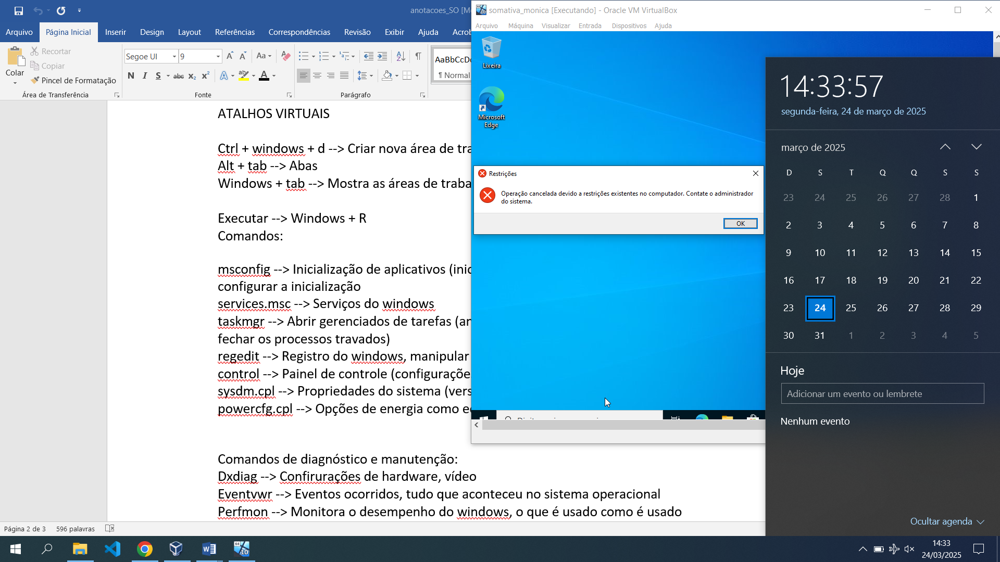 anotacoes_SO [M
Arquivo
Página Inicial
Inserir
Design
Layout
Referências
Correspondências
Revisão
Exibir
Ajuda
Acrob
Colar
Recortar
Copiar
Pincel de Formatação
Área de Transferência
Segoe UI
9
Aa
N I S abc x₂ x² A ab A
Fonte
Parágrafo
AaBbCcD
¶ Normal
ATALHOS VIRTUAIS
Ctrl + windows + d --> Criar nova área de tra
Alt + tab --> Abas
Windows + tab --> Mostra as áreas de traba
Executar --> Windows + R
Comandos:
msconfig --> Inicialização de aplicativos (inic
configurar a inicialização
services.msc --> Serviços do windows
taskmgr --> Abrir gerenciados de tarefas (an
fechar os processos travados)
regedit --> Registro do windows, manipular
control --> Painel de controle (configuraçõe
sysdm.cpl --> Propriedades do sistema (vers
powercfg.cpl --> Opções de energia como e
Comandos de diagnóstico e manutenção:
Dxdiag --> Confirurações de hardware, vídeo
Eventvwr --> Eventos ocorridos, tudo que aconteceu no sistema operacional
Perfmon --> Monitora o desempenho do windows, o que é usado como é usado
Página 2 de 3
596 palavras
somativa_monica [Executando] - Oracle VM VirtualBox
Arquivo
Máquina
Visualizar
Entrada
Dispositivos
Ajuda
Lixeira
Microsoft
Edge
Restrições
Operação cancelada devido a restrições existentes no computador. Contate o administrador
do sistema.
OK
14:33:57
segunda-feira, 24 de março de 2025
março de 2025
D S T Q Q S S
23 24 25 26 27 28 1
2 3 4 5 6 7 8
9 10 11 12 13 14 15
16 17 18 19 20 21 22
23 24 25 26 27 28 29
30 31 1 2 3 4 5
Hoje
Adicionar um evento ou lembrete
Nenhum evento
Ocultar agenda
14:33
24/03/2025